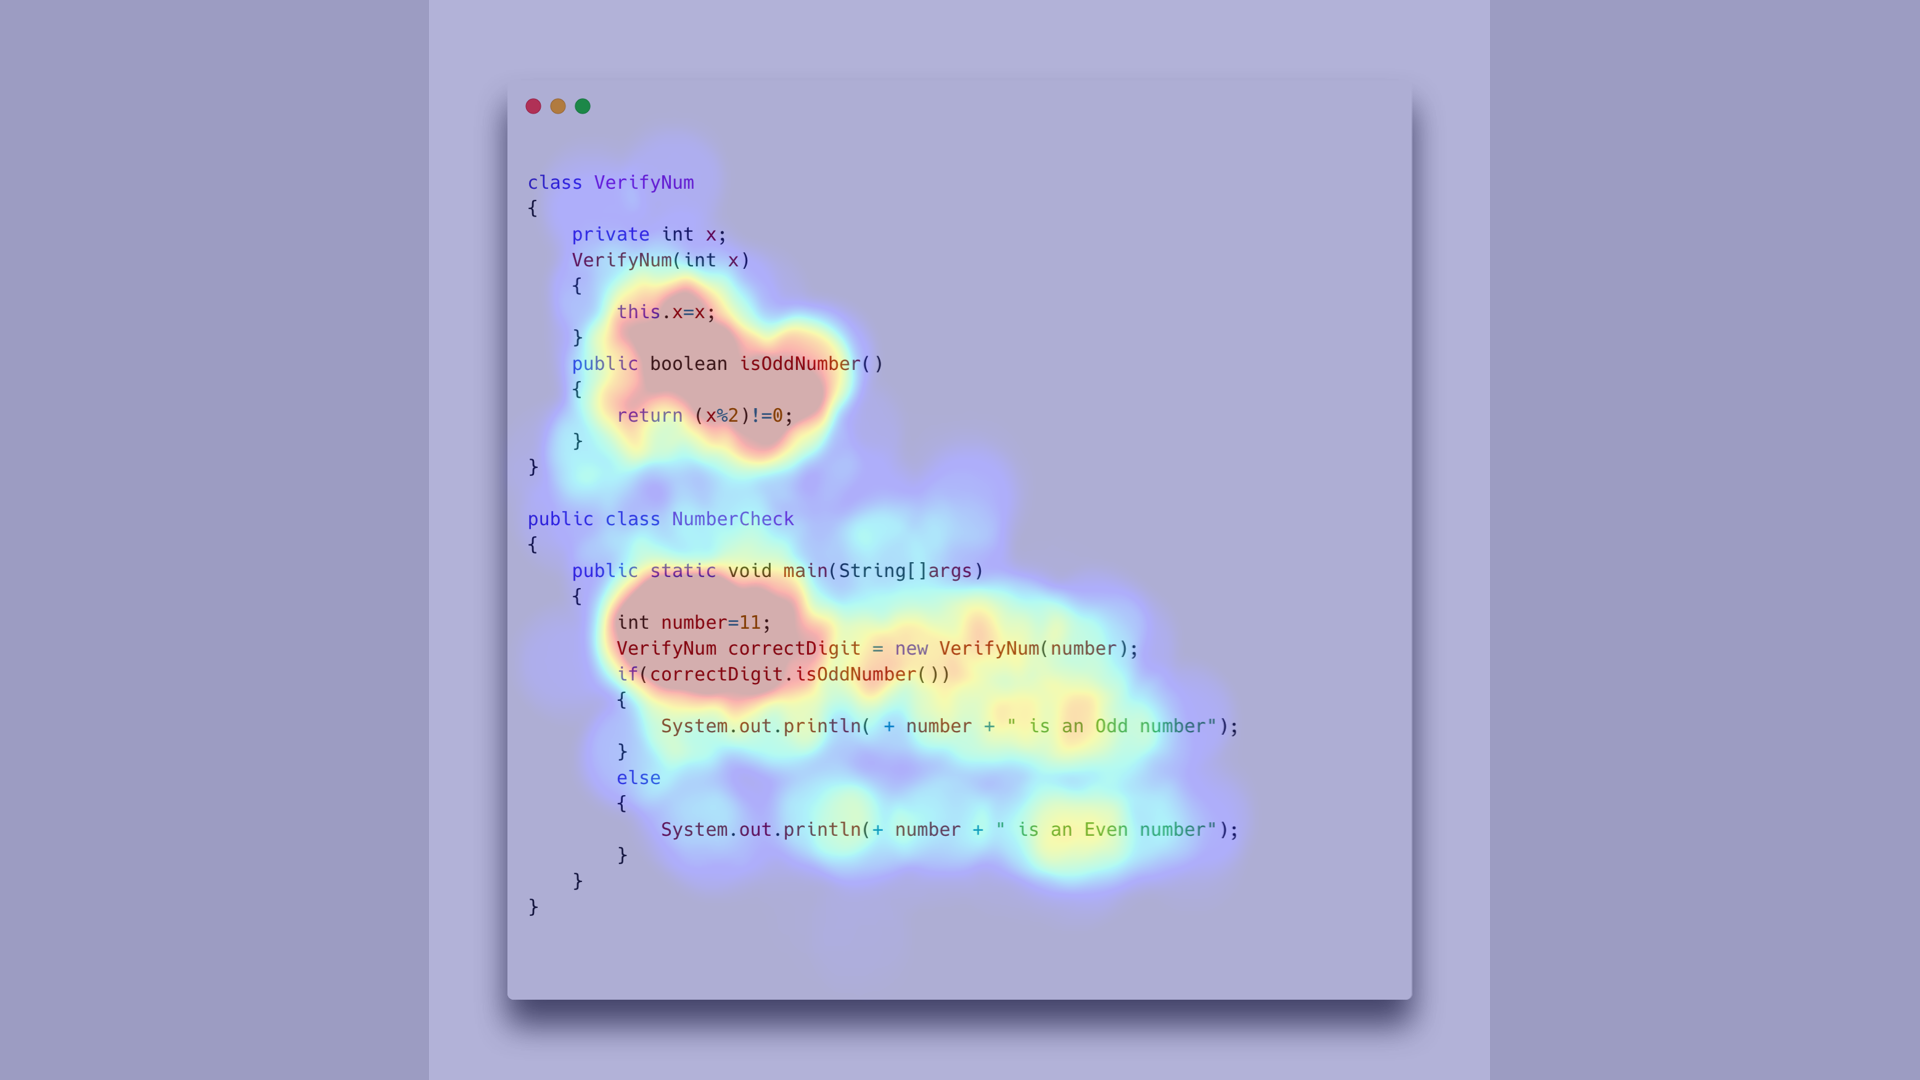 class VerifyNum
{
    private int x;
    VerifyNum(int x)
    {
        this.x=x;
    }
    public boolean isOddNumber()
    {
        return (x%2)!=0;
    }
}

public class NumberCheck
{
    public static void main(String[]args)
    {
        int number=11;
        VerifyNum correctDigit = new VerifyNum(number);
        if(correctDigit.isOddNumber())
        {
            System.out.println( + number + " is an Odd number");
        }
        else
        {
            System.out.println(+ number + " is an Even number");
        }
    }
}